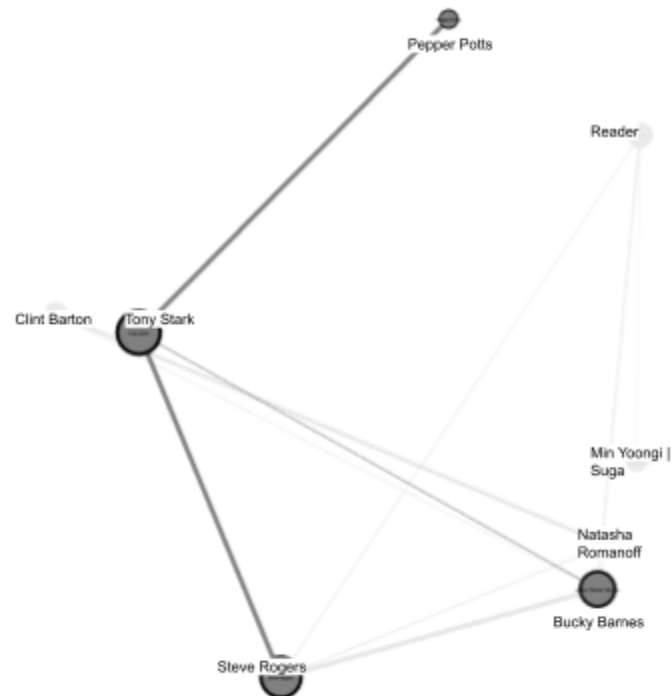 Pepper Potts
Reader
Clint Barton
Tony Stark
Min Yoongi |
Suga
Natasha
Romanoff
Bucky Barnes
Steve Rogers